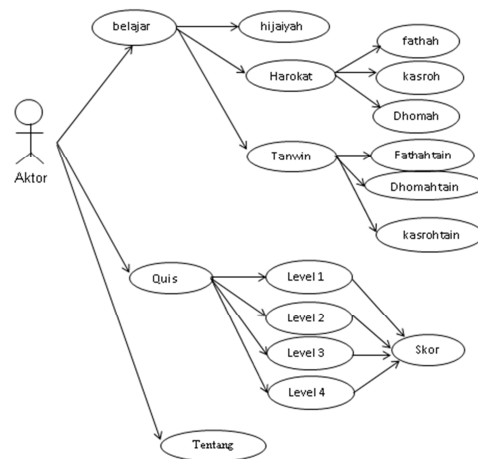 belajar
hijaiyah
fathah
Harokat
kasroh
Dhomah
Aktor
Tanwin
Fathahtain
Dhomahtain
kasrohtain
Quis
Level 1
Level 2
Level 3
Level 4
Skor
Tentang